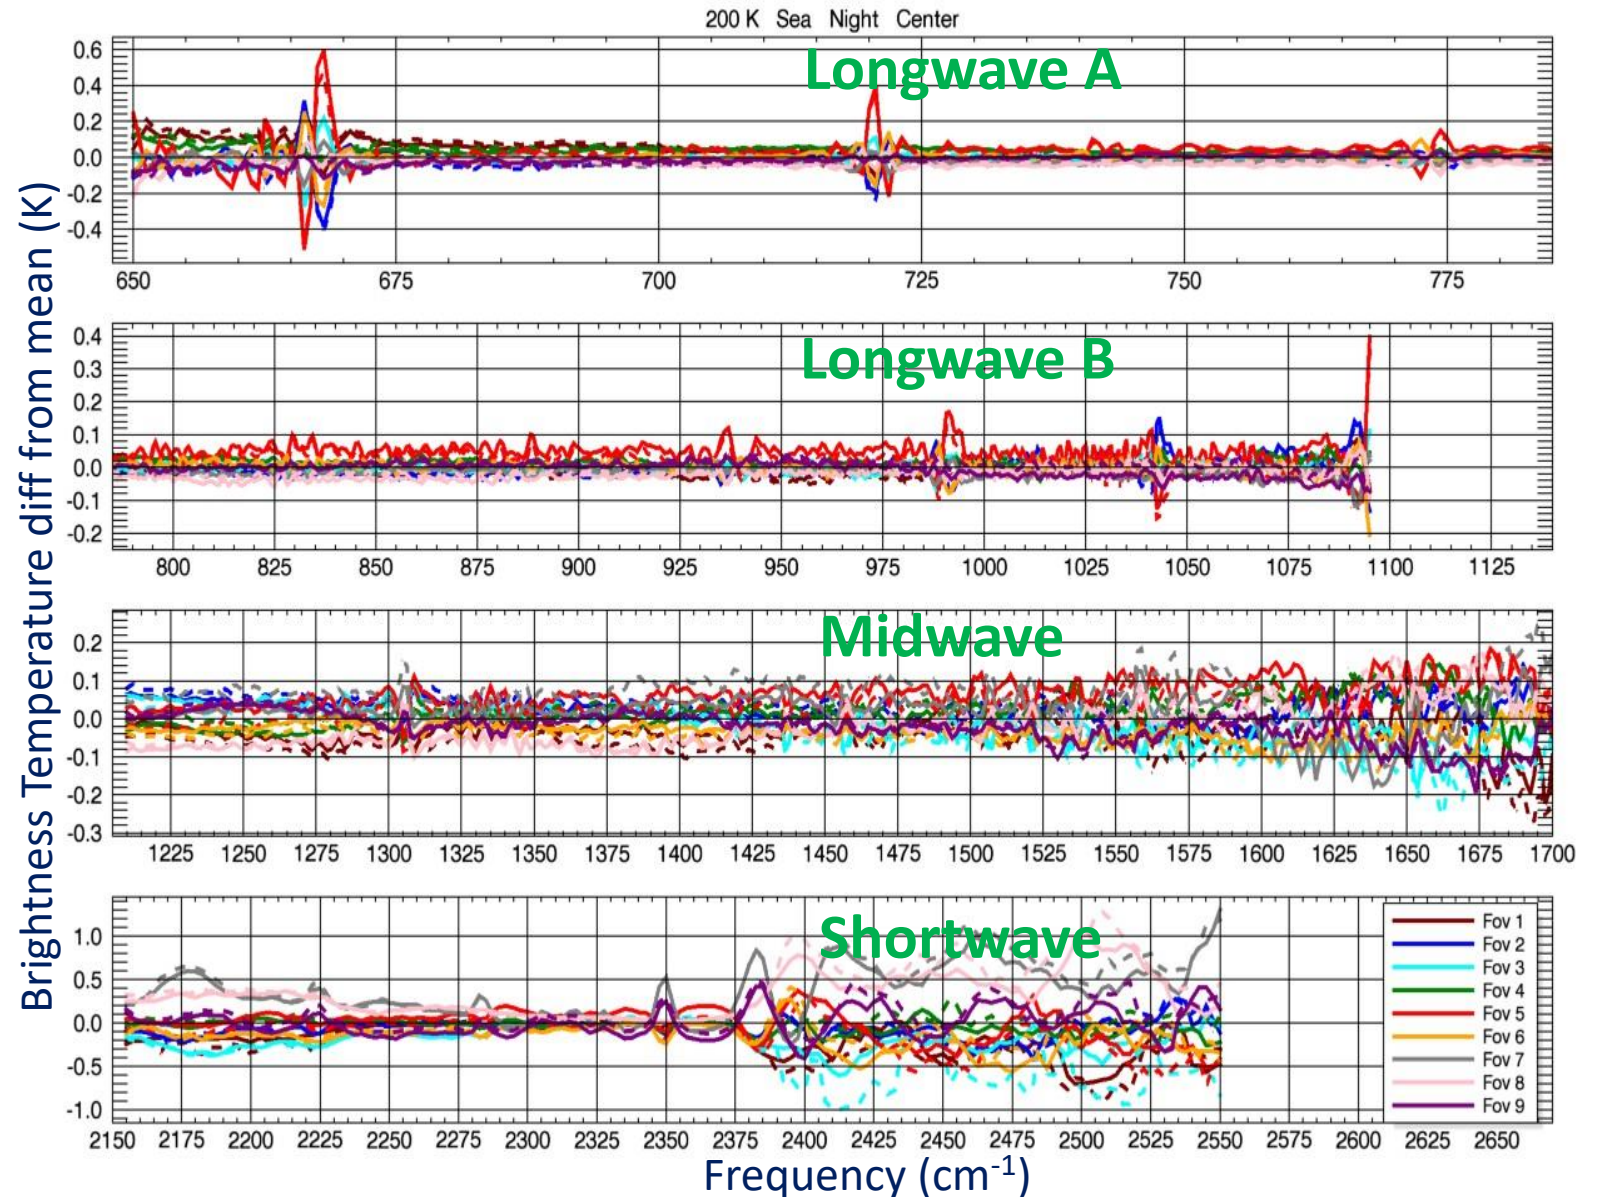 200 K Sea Night Center
Longwave A
0.6
0.4
0.2
0.0
-0.2
-0.4
650 675 700 725 750 775
Longwave B
0.4
0.3
0.2
0.1
0.0
-0.1
-0.2
800 825 850 875 900 925 950 975 1000 1025 1050 1075 1100 1125
Brightness Temperature diff from mean (K)
Midwave
0.2
0.1
0.0
-0.1
-0.2
-0.3
1225 1250 1275 1300 1325 1350 1375 1400 1425 1450 1475 1500 1525 1550 1575 1600 1625 1650 1675 1700
Shortwave
1.0
0.5
0.0
-0.5
-1.0
Fov 1
Fov 2
Fov 3
Fov 4
Fov 5
Fov 6
Fov 7
Fov 8
Fov 9
2150 2175 2200 2225 2250 2275 2300 2325 2350 2375 2400 2425 2450 2475 2500 2525 2550 2575 2600 2625 2650
Frequency (cm⁻¹)